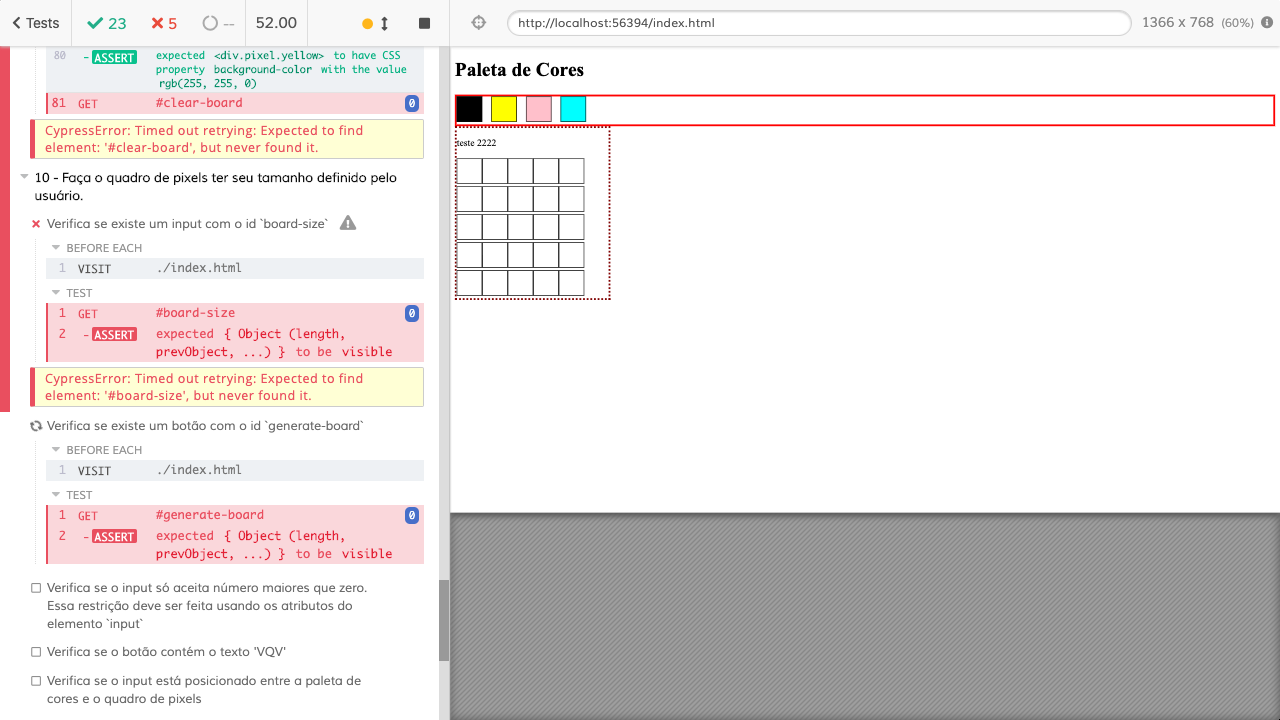 Tests
23
5
--
52.00
http://localhost:56394/index.html
1366 x 768 (60%)
80 - ASSERT expected <div.pixel.yellow> to have CSS
property background-color with the value
rgb(255, 255, 0)
81 GET #clear-board 0
CypressError: Timed out retrying: Expected to find
element: '#clear-board', but never found it.
10 - Faça o quadro de pixels ter seu tamanho definido pelo
usuário.
Verifica se existe um input com o id `board-size`
BEFORE EACH
1 VISIT ./index.html
TEST
1 GET #board-size 0
2 - ASSERT expected { Object (length,
prevObject, ...) } to be visible
CypressError: Timed out retrying: Expected to find
element: '#board-size', but never found it.
Verifica se existe um botão com o id `generate-board`
BEFORE EACH
1 VISIT ./index.html
TEST
1 GET #generate-board 0
2 - ASSERT expected { Object (length,
prevObject, ...) } to be visible
Verifica se o input só aceita número maiores que zero.
Essa restrição deve ser feita usando os atributos do
elemento `input`
Verifica se o botão contém o texto 'VQV'
Verifica se o input está posicionado entre a paleta de
cores e o quadro de pixels
Paleta de Cores
teste 2222